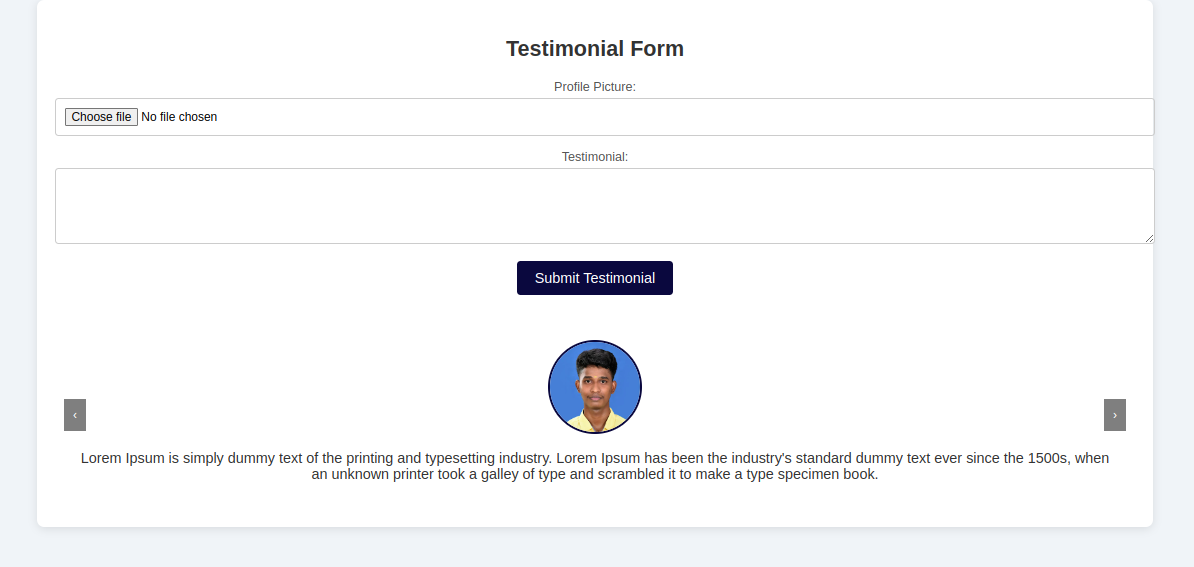 Testimonial Form
Profile Picture:
Choose file No file chosen
Testimonial:
Submit Testimonial
‹ ›
Lorem Ipsum is simply dummy text of the printing and typesetting industry. Lorem Ipsum has been the industry's standard dummy text ever since the 1500s, when
an unknown printer took a galley of type and scrambled it to make a type specimen book.